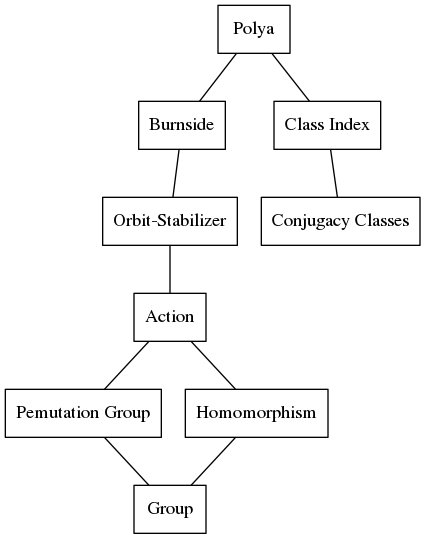 Polya
Burnside
Class Index
Orbit-Stabilizer
Conjugacy Classes
Action
Pemutation Group
Homomorphism
Group